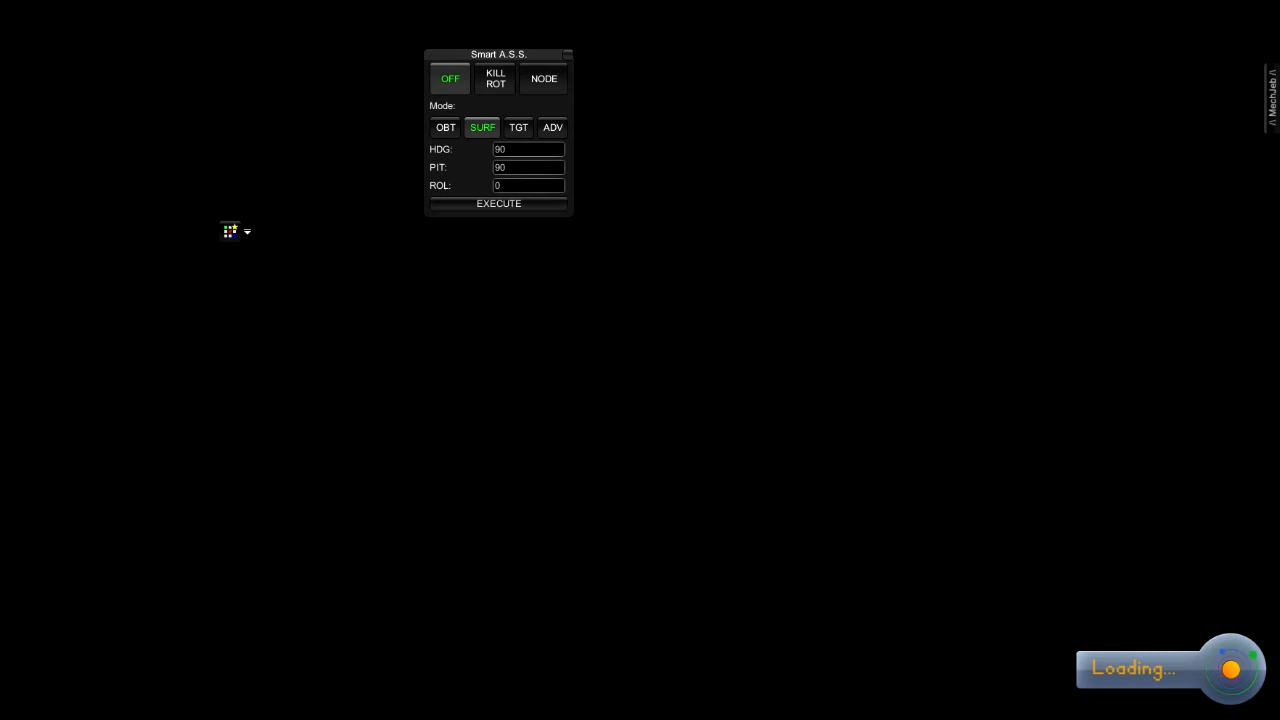 Smart A.S.S.
OFF
KILL
ROT
NODE
Mode:
OBT SURF TGT ADV
HDG: 90
PIT: 90
ROL: 0
EXECUTE
/\ MechJeb /\
Loading...